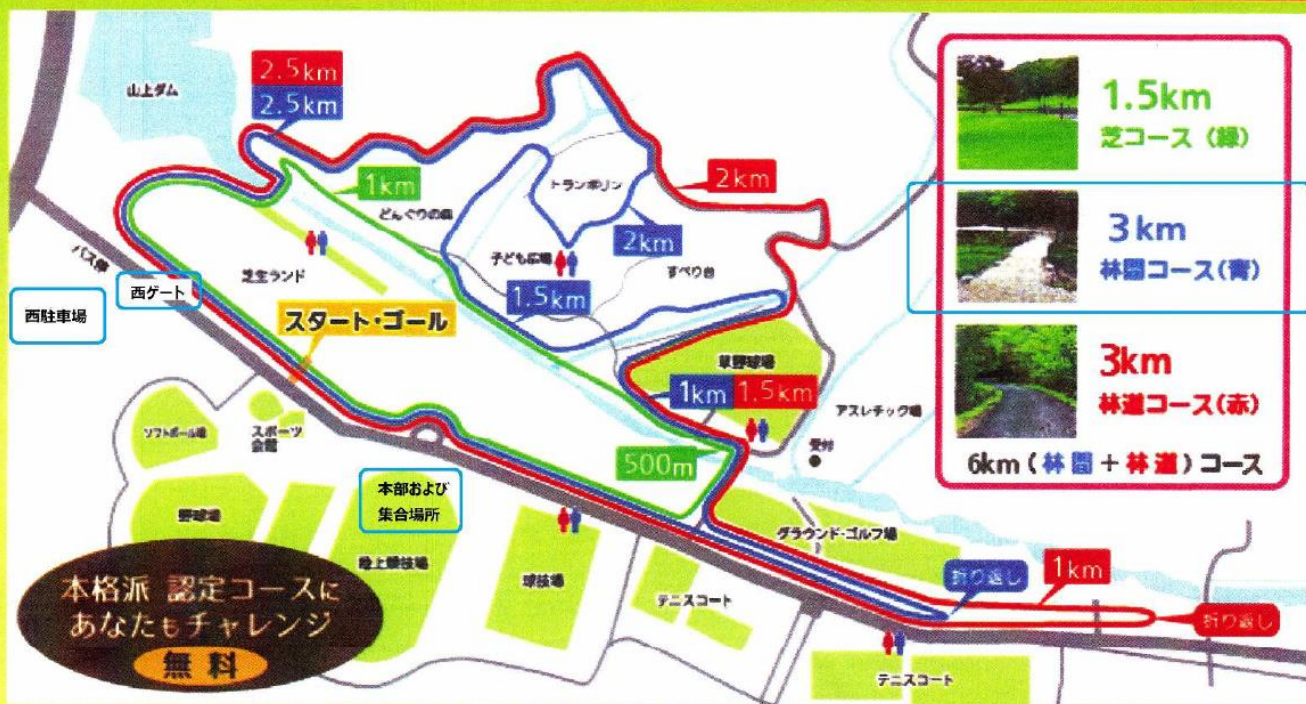 2.5km
2.5km
山上ダム
1km
どんぐりの森
トランポリン
2km
2km
子ども広場
すべり台
1.5km
バス停
西ゲート
西駐車場
芝生ランド
スタート・ゴール
草野球場
1km
1.5km
アスレチック場
受付
500m
ソフトボール場
スポーツ
会館
本部および
集合場所
野球場
陸上競技場
球技場
テニスコート
グラウンド・ゴルフ場
折り返し
1km
折り返し
テニスコート
1.5km
芝コース(緑)
3km
林間コース(青)
3km
林道コース(赤)
6km(林間+林道)コース
本格派 認定コースに
あなたもチャレンジ
無料